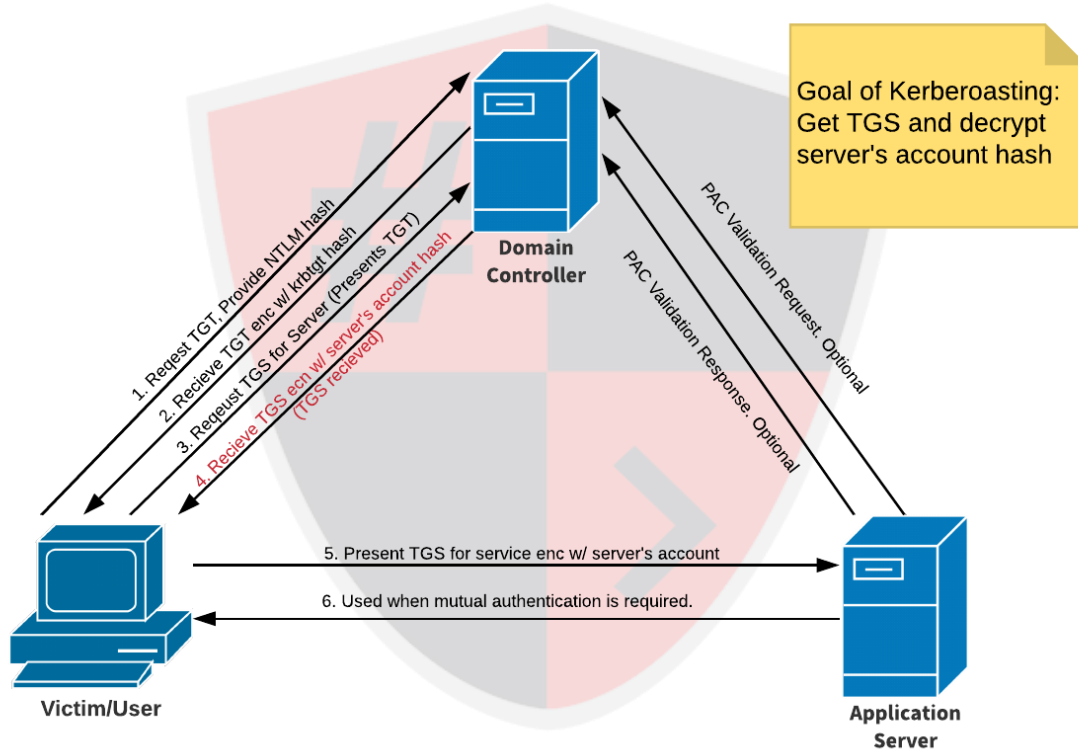 Goal of Kerberoasting:
Get TGS and decrypt
server's account hash
Domain
Controller
1. Reqest TGT, Provide NTLM hash
2. Recieve TGT enc w/ krbtgt hash
3. Reqeust TGS for Server (Presents TGT)
4. Recieve TGS ecn w/ server's account hash
(TGS recieved)
PAC Validation Request. Optional
PAC Validation Response. Optional
5. Present TGS for service enc w/ server's account
6. Used when mutual authentication is required.
Victim/User
Application
Server